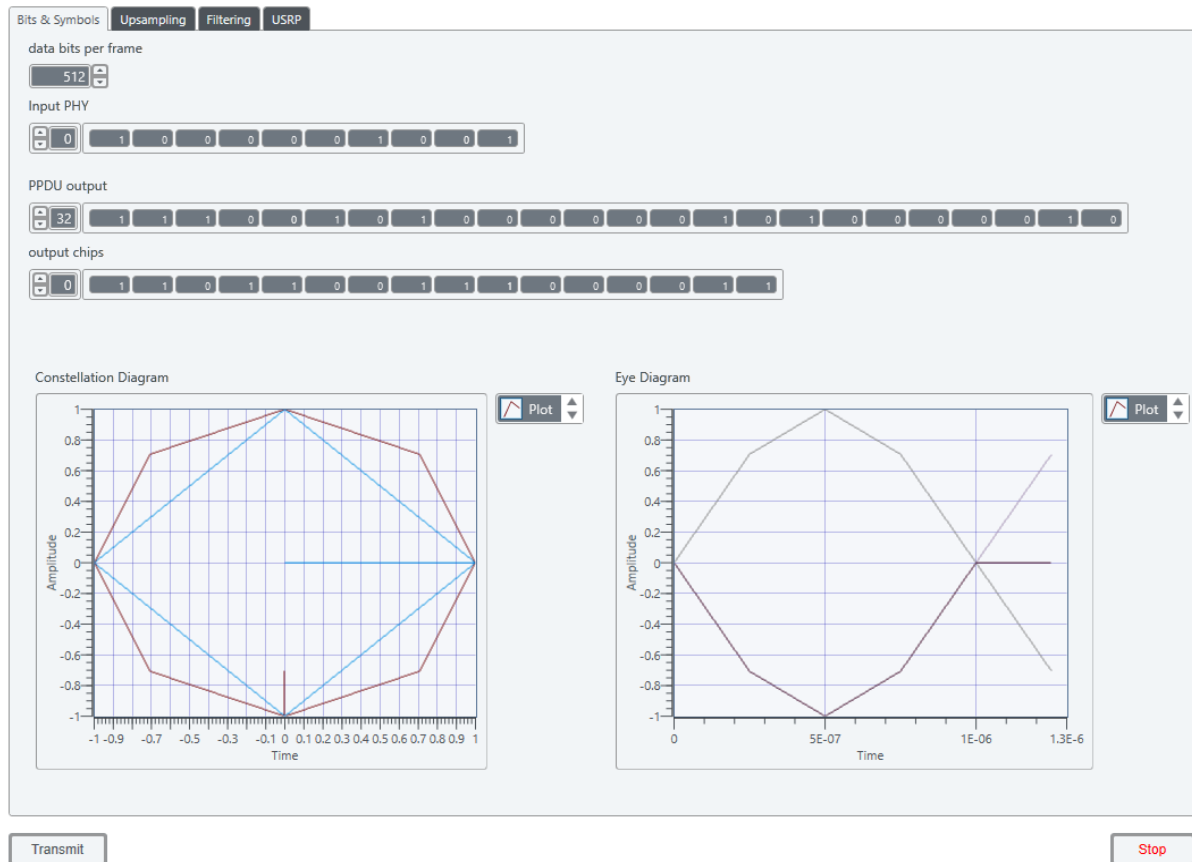 Bits & Symbols Upsampling Filtering USRP
data bits per frame
512
Input PHY
0 1 0 0 0 0 0 1 0 0 1
PPDU output
32 1 1 1 0 0 1 0 1 0 0 0 0 0 0 1 0 1 0 0 0 0 0 1 0
output chips
0 1 1 0 1 1 0 0 1 1 1 0 0 0 0 1 1
Constellation Diagram
Plot
1
0.8
0.6
0.4
0.2
0
-0.2
-0.4
-0.6
-0.8
-1
Amplitude
-1 -0.9 -0.7 -0.5 -0.3 -0.1 0 0.1 0.2 0.3 0.4 0.5 0.6 0.7 0.8 0.9 1
Time
Eye Diagram
Plot
1
0.8
0.6
0.4
0.2
0
-0.2
-0.4
-0.6
-0.8
-1
Amplitude
0 5E-07 1E-06 1.3E-6
Time
Transmit Stop